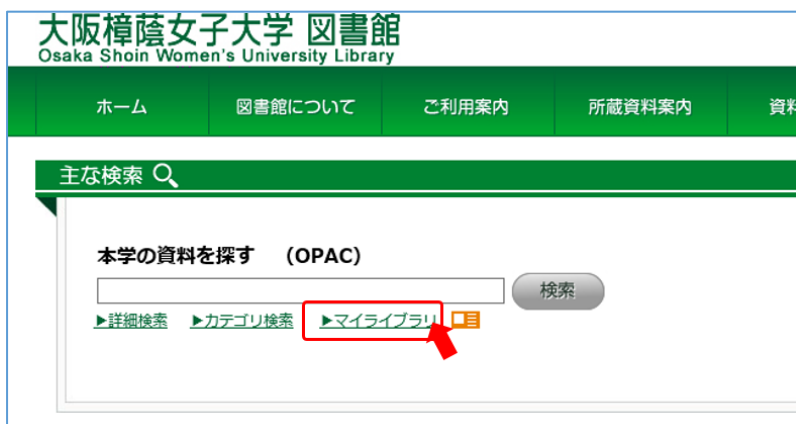 大阪樟蔭女子大学 図書館
Osaka Shoin Women's University Library
ホーム 図書館について ご利用案内 所蔵資料案内 資料
主な検索
本学の資料を探す (OPAC)
検索
▶詳細検索 ▶カテゴリ検索 ▶マイライブラリ